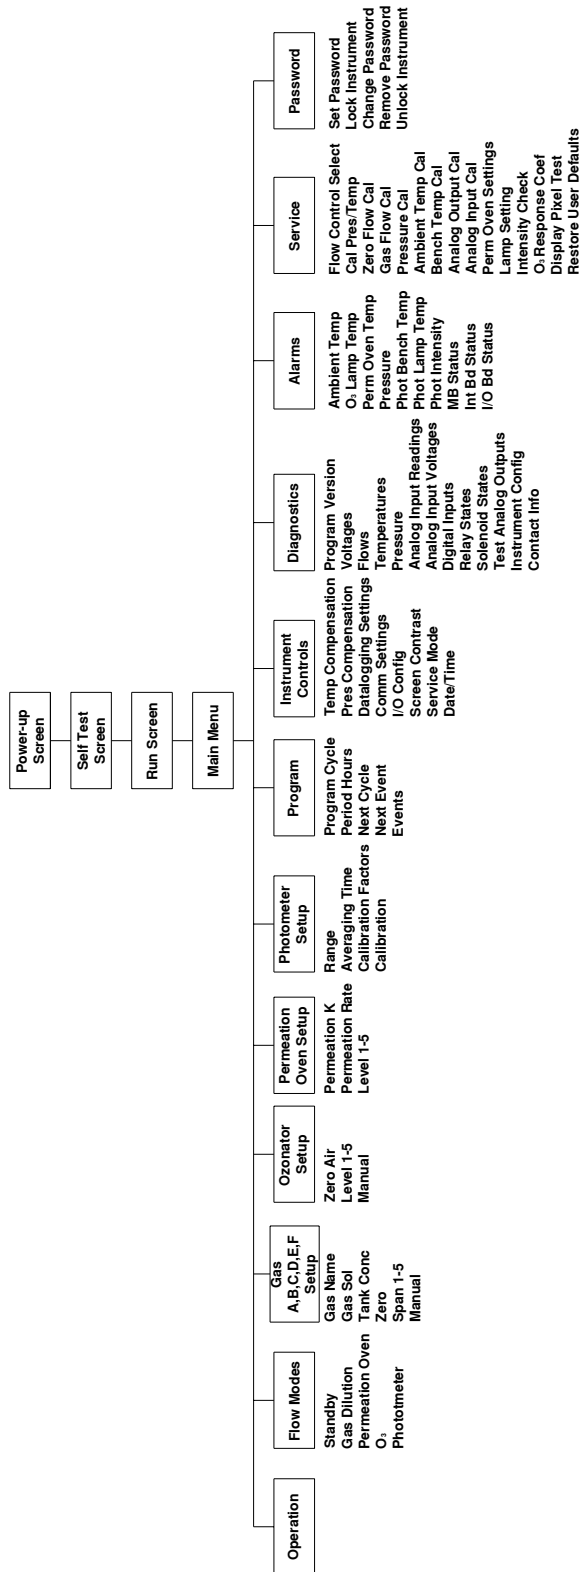 Power-up
Screen
Self Test
Screen
Run Screen
Main Menu
Operation
Flow Modes
Standby
Gas Dilution
Permeation Oven
O₃
Phototmeter
Gas
A,B,C,D,E,F
Setup
Gas Name
Gas Sol
Tank Conc
Zero
Span 1-5
Manual
Ozonator
Setup
Zero Air
Level 1-5
Manual
Permeation
Oven Setup
Permeation K
Permeation Rate
Level 1-5
Photometer
Setup
Range
Averaging Time
Calibration Factors
Calibration
Program
Program Cycle
Period Hours
Next Cycle
Next Event
Events
Instrument
Controls
Temp Compensation
Pres Compensation
Datalogging Settings
Comm Settings
I/O Config
Screen Contrast
Service Mode
Date/Time
Diagnostics
Program Version
Voltages
Flows
Temperatures
Pressure
Analog Input Readings
Analog Input Voltages
Digital Inputs
Relay States
Solenoid States
Test Analog Outputs
Instrument Config
Contact Info
Alarms
Ambient Temp
O₃ Lamp Temp
Perm Oven Temp
Pressure
Phot Bench Temp
Phot Lamp Temp
Phot Intensity
MB Status
Int Bd Status
I/O Bd Status
Service
Flow Control Select
Cal Pres/Temp
Zero Flow Cal
Gas Flow Cal
Pressure Cal
Ambient Temp Cal
Bench Temp Cal
Analog Output Cal
Analog Input Cal
Perm Oven Settings
Lamp Setting
Intensity Check
O₃ Response Coef
Display Pixel Test
Restore User Defaults
Password
Set Password
Lock Instrument
Change Password
Remove Password
Unlock Instrument